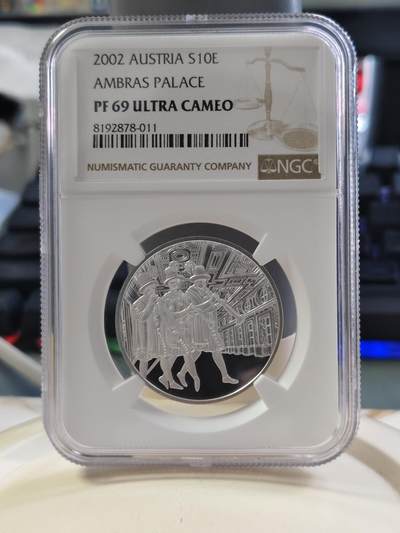 2002 AUSTRIA S10E
AMBRAS PALACE
PF 69 ULTRA CAMEO
8192878-011
NUMISMATIC GUARANTY COMPANY
NGC